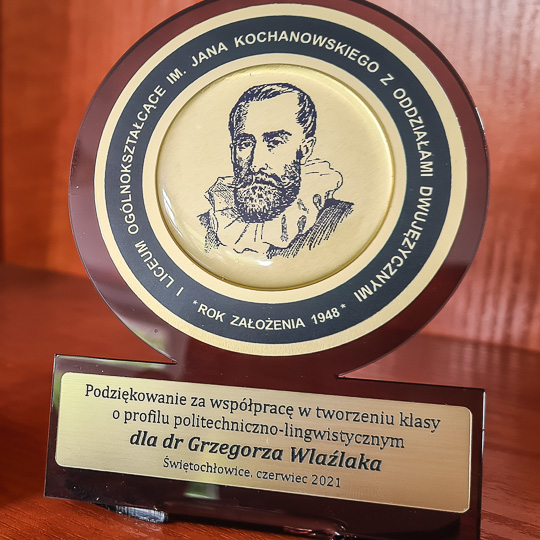 I LICEUM OGÓLNOKSZTAŁCĄCE IM. JANA KOCHANOWSKIEGO Z ODDZIAŁAMI DWUJĘZYCZNYMI
* ROK ZAŁOŻENIA 1948 *
Podziękowanie za współpracę w tworzeniu klasy
o profilu politechniczno-lingwistycznym
dla dr Grzegorza Wlaźlaka
Świętochłowice, czerwiec 2021